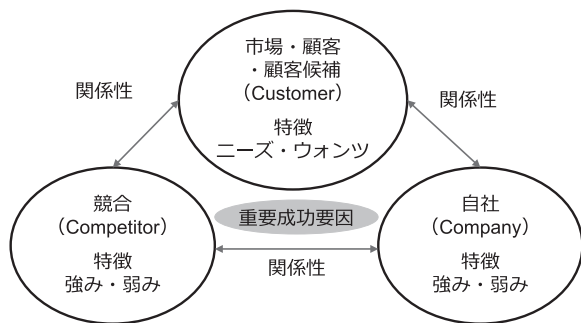 市場・顧客
・顧客候補
（Customer）
特徴
ニーズ・ウォンツ
関係性
関係性
競合
（Competitor）
特徴
強み・弱み
重要成功要因
関係性
自社
（Company）
特徴
強み・弱み